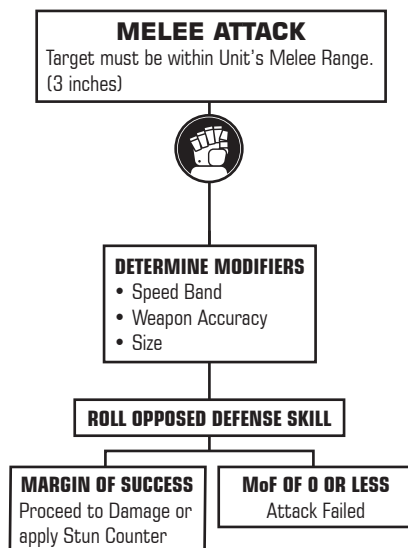 MELEE ATTACK
Target must be within Unit's Melee Range.
(3 inches)
DETERMINE MODIFIERS
• Speed Band
• Weapon Accuracy
• Size
ROLL OPPOSED DEFENSE SKILL
MARGIN OF SUCCESS
Proceed to Damage or
apply Stun Counter
MoF OF 0 OR LESS
Attack Failed